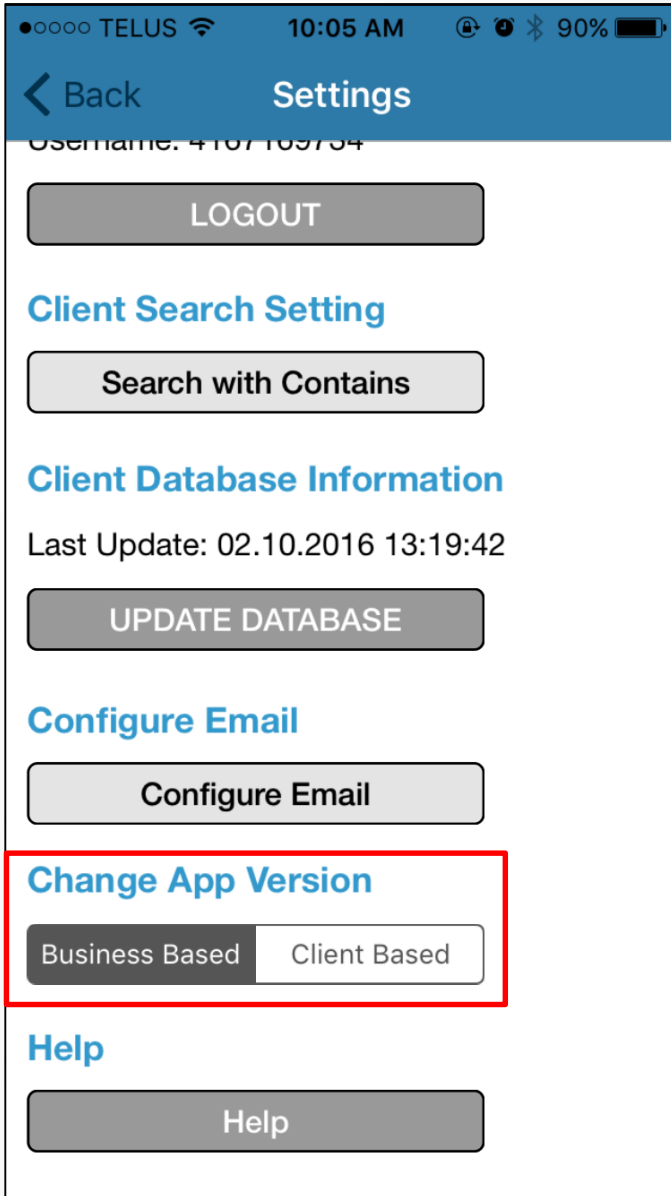 TELUS 10:05 AM 90%
Back Settings
Username: 4167169734
LOGOUT
Client Search Setting
Search with Contains
Client Database Information
Last Update: 02.10.2016 13:19:42
UPDATE DATABASE
Configure Email
Configure Email
Change App Version
Business Based Client Based
Help
Help